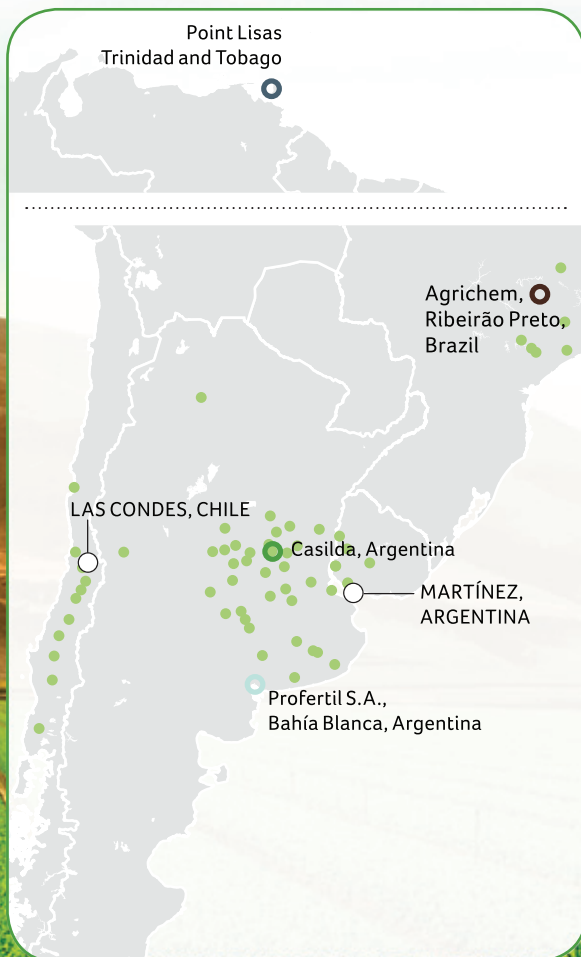 Point Lisas
Trinidad and Tobago
Agrichem,
Ribeirão Preto,
Brazil
LAS CONDES, CHILE
Casilda, Argentina
MARTÍNEZ,
ARGENTINA
Profertil S.A.,
Bahía Blanca, Argentina